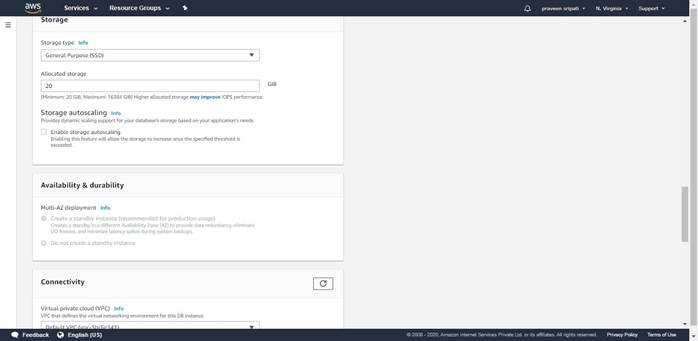 aws Services Resource Groups praveen sripati N. Virginia Support
Storage
Storage type Info
General Purpose (SSD)
Allocated storage
20 GiB
(Minimum: 20 GiB, Maximum: 16384 GiB) Higher allocated storage may improve IOPS performance.
Storage autoscaling Info
Provides dynamic scaling support for your database's storage based on your application's needs.
Enable storage autoscaling
Enabling this feature will allow the storage to increase once the specified threshold is
exceeded.
Availability & durability
Multi-AZ deployment Info
Create a standby instance (recommended for production usage)
Creates a standby in a different Availability Zone (AZ) to provide data redundancy, eliminate
I/O freezes, and minimize latency spikes during system backups.
Do not create a standby instance
Connectivity
Virtual private cloud (VPC) Info
VPC that defines the virtual networking environment for this DB instance.
Default VPC
Feedback English (US) © 2008 - 2020, Amazon Internet Services Private Ltd. or its affiliates. All rights reserved. Privacy Policy Terms of Use